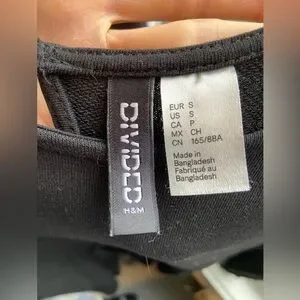 DIVIDED
H&M
EUR S
US S
CA P
MX CH
CN 165/88A
Made in
Bangladesh
Fabriqué au
Bangladesh